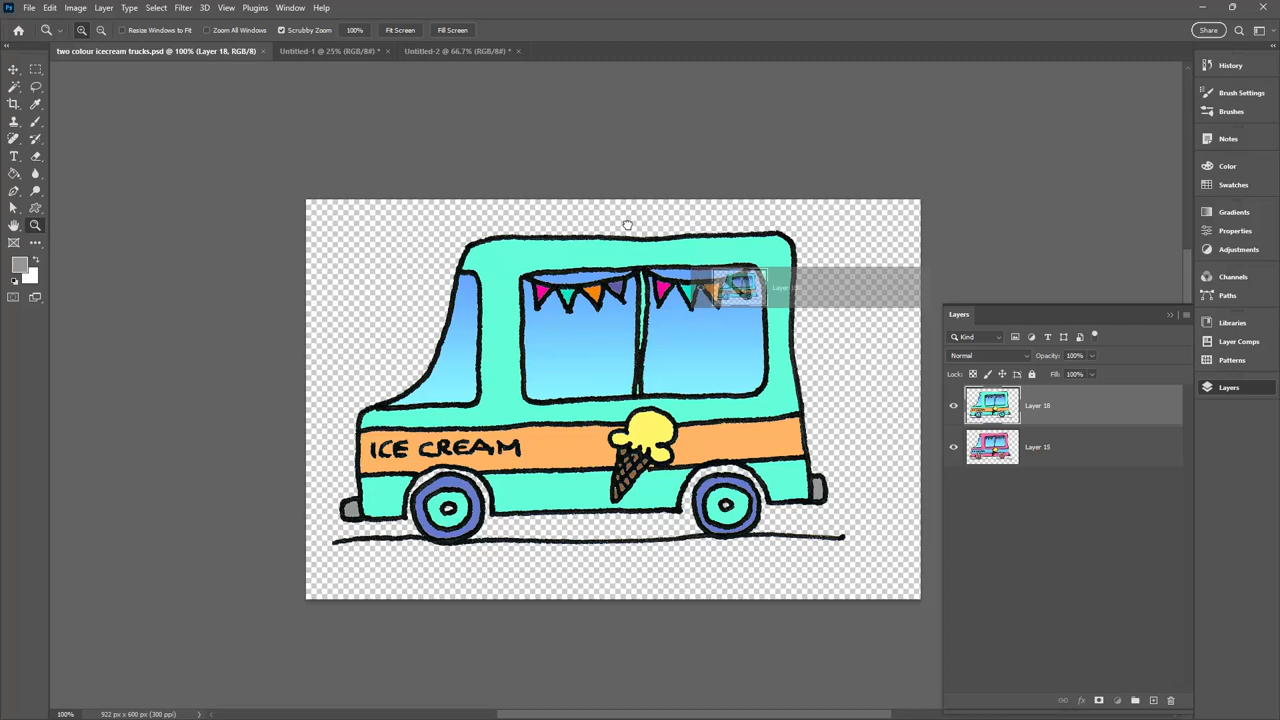 Ps File Edit Image Layer Type Select Filter 3D View Plugins Window Help
Resize Windows to Fit Zoom All Windows Scrubby Zoom 100% Fit Screen Fill Screen Share
two colour icecream trucks.psd @ 100% (Layer 18, RGB/8) × Untitled-1 @ 25% (RGB/8#) * × Untitled-2 @ 66.7% (RGB/8#) * ×
History
Brush Settings
Brushes
Notes
Color
Swatches
Gradients
Properties
Adjustments
Channels
Paths
Libraries
Layer Comps
Patterns
Layers
Layers
Kind
Normal Opacity: 100%
Lock: Fill: 100%
Layer 18
Layer 15
ICE CREAM
100% 922 px x 600 px (300 ppi)